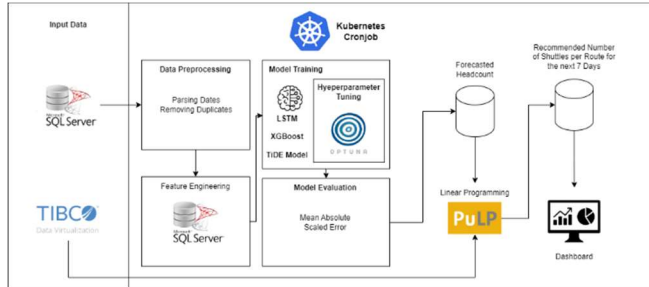 Input Data
Kubernetes
Cronjob
Microsoft
SQL Server
TIBCO
Data Virtualization
Data Preprocessing
Parsing Dates
Removing Duplicates
Feature Engineering
Microsoft
SQL Server
Model Training
LSTM
XGBoost
TiDE Model
Hyeperparameter
Tuning
OPTUNA
Model Evaluation
Mean Absolute
Scaled Error
Forecasted
Headcount
Linear Programming
PuLP
Recommended Number
of Shuttles per Route for
the next 7 Days
Dashboard